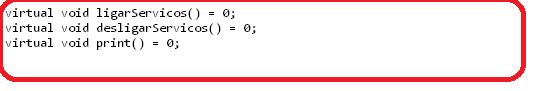 virtual void ligarServicos() = 0;
virtual void desligarServicos() = 0;
virtual void print() = 0;